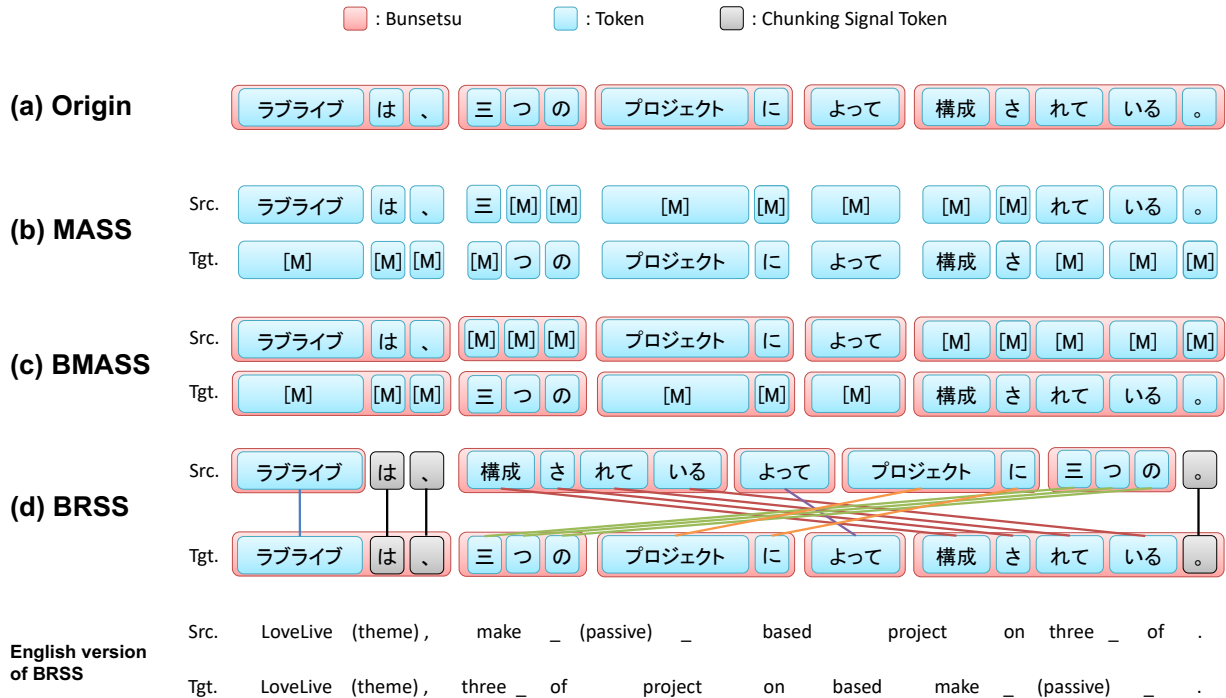 : Bunsetsu : Token : Chunking Signal Token
(a) Origin ラブライブ は 、 三 つ の プロジェクト に よって 構成 さ れて いる 。
(b) MASS
Src. ラブライブ は 、 三 [M] [M] [M] [M] [M] [M] [M] れて いる 。
Tgt. [M] [M] [M] [M] つ の プロジェクト に よって 構成 さ [M] [M] [M]
(c) BMASS
Src. ラブライブ は 、 [M] [M] [M] プロジェクト に よって [M] [M] [M] [M] [M]
Tgt. [M] [M] [M] 三 つ の [M] [M] [M] 構成 さ れて いる 。
(d) BRSS
Src. ラブライブ は 、 構成 さ れて いる よって プロジェクト に 三 つ の 。
Tgt. ラブライブ は 、 三 つ の プロジェクト に よって 構成 さ れて いる 。
English version
of BRSS
Src. LoveLive (theme) , make _ (passive) _ based project on three _ of .
Tgt. LoveLive (theme) , three _ of project on based make _ (passive) _ .